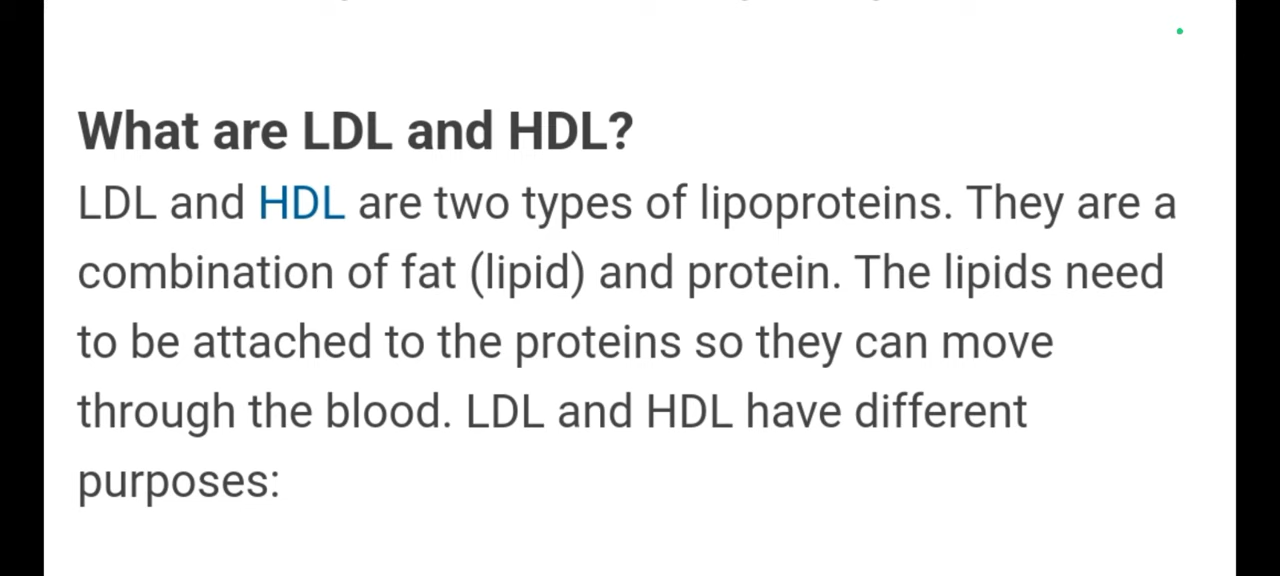 What are LDL and HDL?
LDL and HDL are two types of lipoproteins. They are a
combination of fat (lipid) and protein. The lipids need
to be attached to the proteins so they can move
through the blood. LDL and HDL have different
purposes: